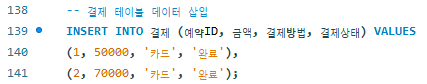 138 -- 결제 테이블 데이터 삽입
139 INSERT INTO 결제 (예약ID, 금액, 결제방법, 결제상태) VALUES
140 (1, 50000, '카드', '완료'),
141 (2, 70000, '카드', '완료');